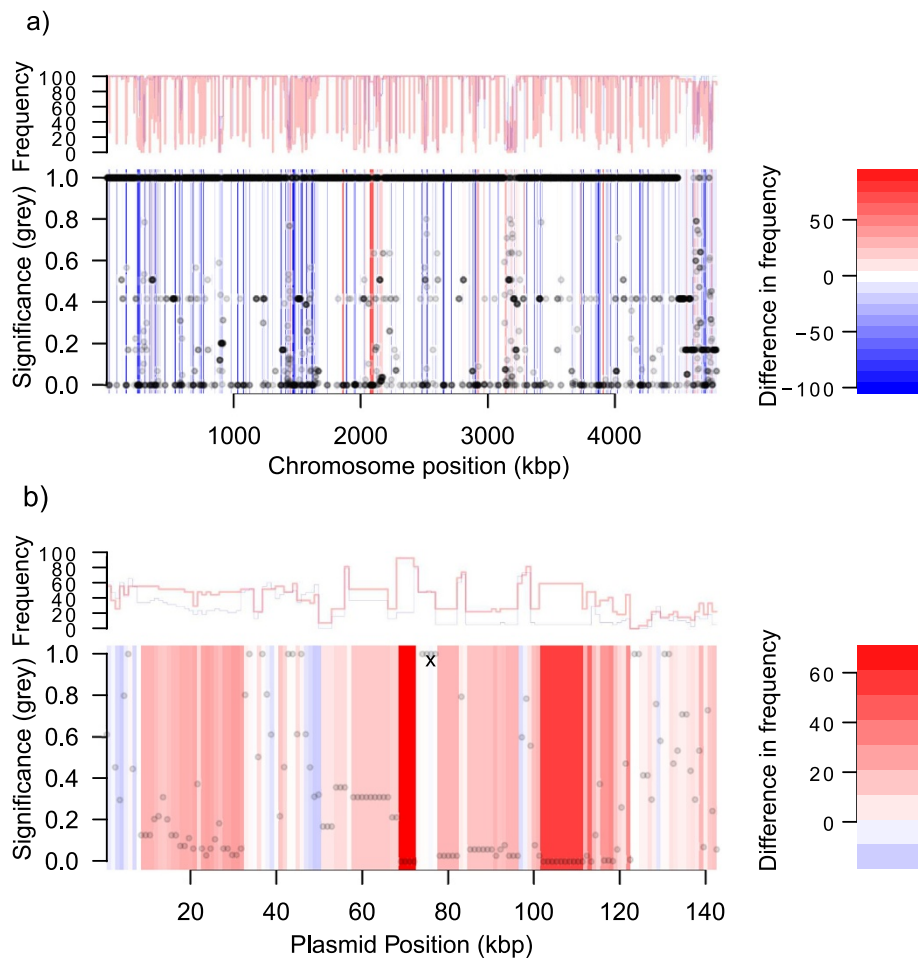 a)
Frequency
100
80
60
40
20
0
Significance (grey)
1.0
0.8
0.6
0.4
0.2
0.0
1000 2000 3000 4000
Chromosome position (kbp)
Difference in frequency
50
0
−50
−100
b)
Frequency
100
80
60
40
20
0
Significance (grey)
1.0
0.8
0.6
0.4
0.2
0.0
x
20 40 60 80 100 120 140
Plasmid Position (kbp)
Difference in frequency
60
40
20
0